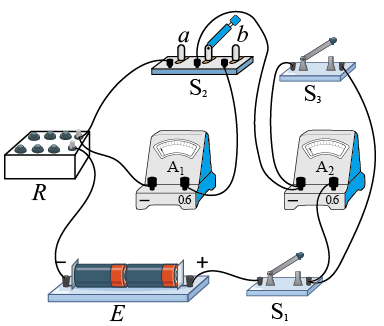 a
b
S₂
S₃
A₁
– 0.6
A₂
– 0.6
R
– +
E
S₁